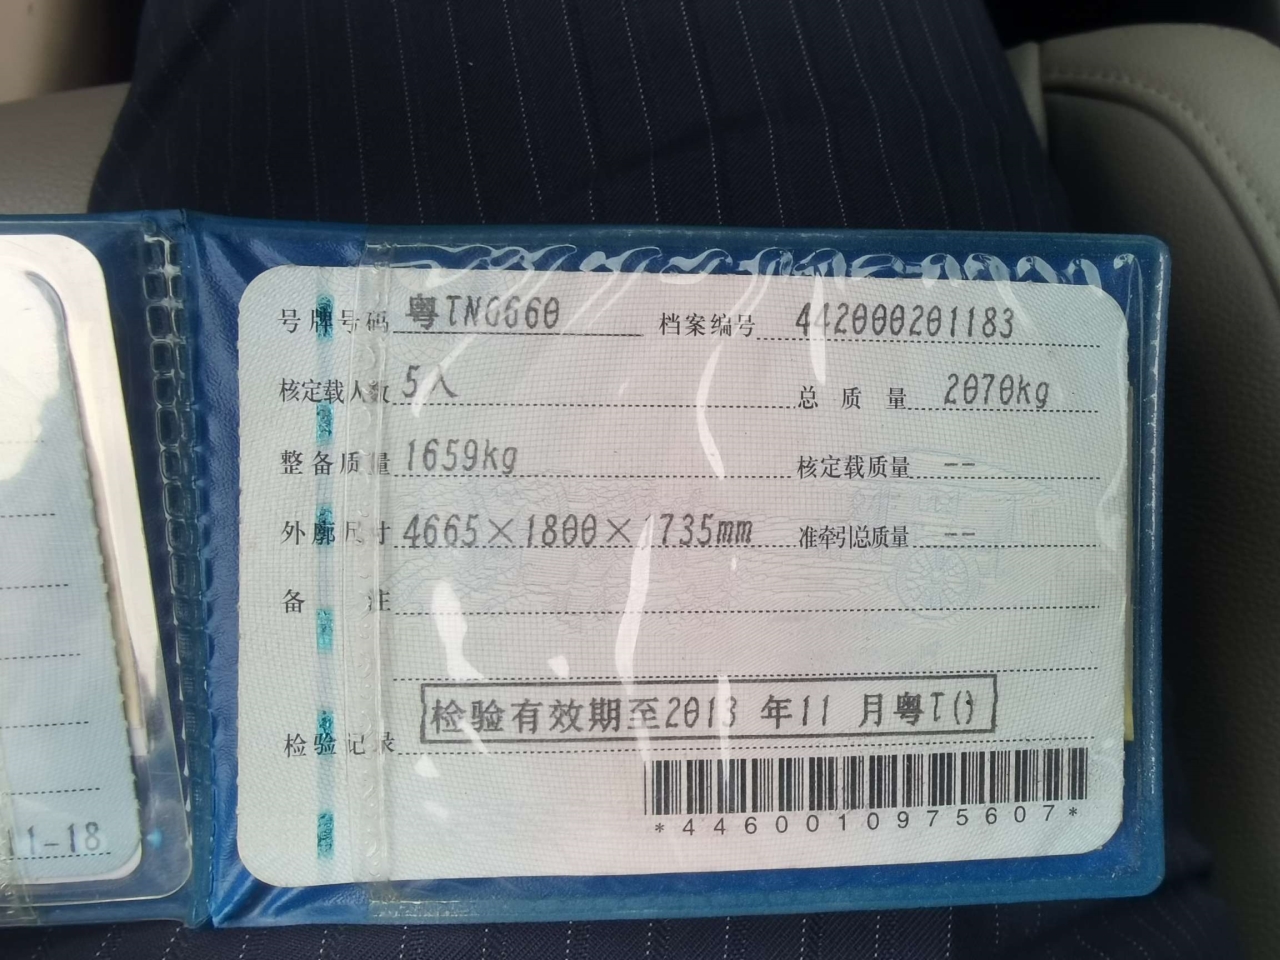 号牌号码 粤TNG660 档案编号 442000201183
核定载人数 5人 总质量 2070kg
整备质量 1659kg 核定载质量 --
外廓尺寸 4665×1800×1735mm 准牵引总质量 --
备注
检验有效期至2013年11月粤T()
检验记录
*4460010975607*
11-18